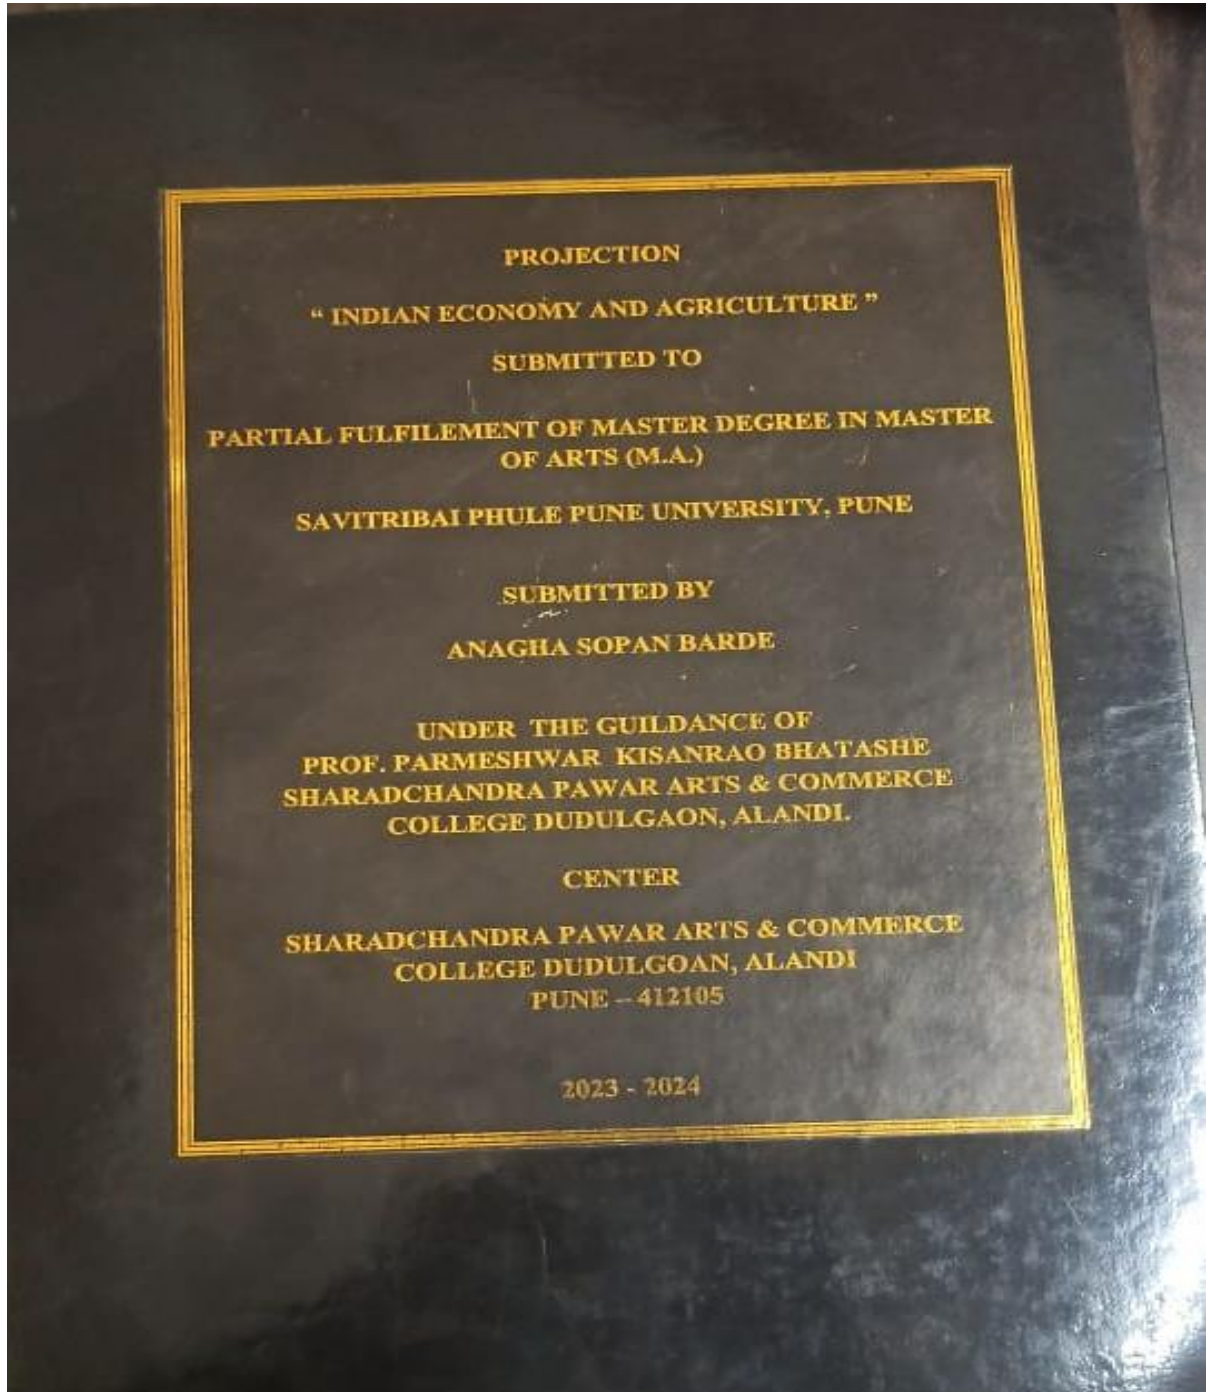 PROJECTION
“ INDIAN ECONOMY AND AGRICULTURE ”
SUBMITTED TO
PARTIAL FULFILEMENT OF MASTER DEGREE IN MASTER
OF ARTS (M.A.)
SAVITRIBAI PHULE PUNE UNIVERSITY, PUNE
SUBMITTED BY
ANAGHA SOPAN BARDE
UNDER THE GUILDANCE OF
PROF. PARMESHWAR KISANRAO BHATASHE
SHARADCHANDRA PAWAR ARTS & COMMERCE
COLLEGE DUDULGAON, ALANDI.
CENTER
SHARADCHANDRA PAWAR ARTS & COMMERCE
COLLEGE DUDULGOAN, ALANDI
PUNE – 412105
2023 - 2024